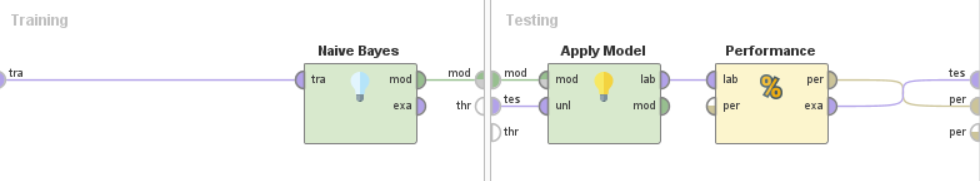 Training
Testing
Naive Bayes
Apply Model
Performance
tra
tra
mod
mod
mod
mod
lab
lab
per
tes
exa
thr
tes
unl
mod
per
exa
per
thr
per